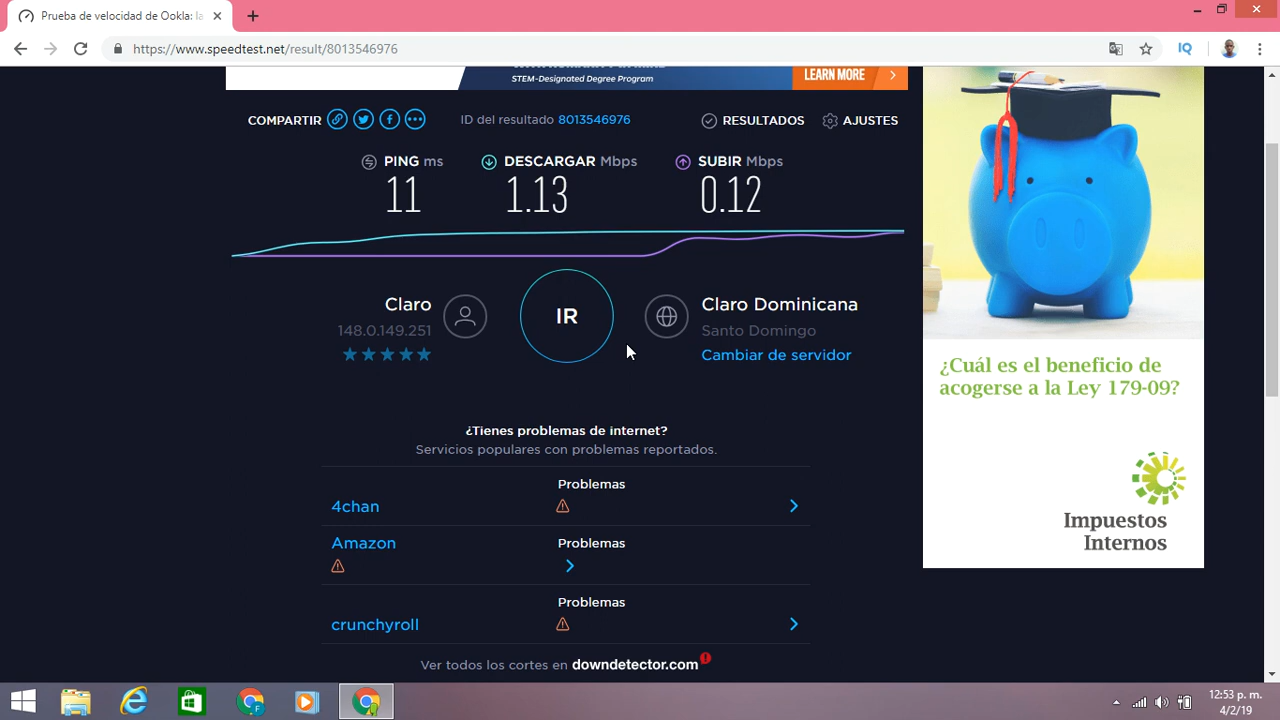 Prueba de velocidad de Ookla: la
https://www.speedtest.net/result/8013546976
IQ
STEM-Designated Degree Program
LEARN MORE
COMPARTIR
ID del resultado 8013546976
RESULTADOS
AJUSTES
PING ms
11
DESCARGAR Mbps
1.13
SUBIR Mbps
0.12
Claro
148.0.149.251
IR
Claro Dominicana
Santo Domingo
Cambiar de servidor
¿Tienes problemas de internet?
Servicios populares con problemas reportados.
Problemas
4chan
Amazon
Problemas
Problemas
crunchyroll
Ver todos los cortes en downdetector.com
¿Cuál es el beneficio de
acogerse a la Ley 179-09?
Impuestos
Internos
F
12:53 p. m.
4/2/19